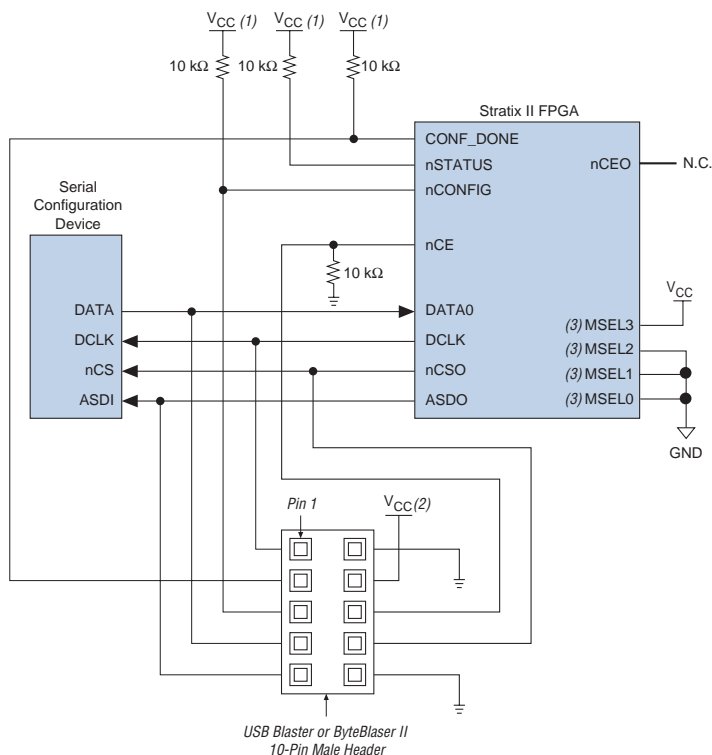 VCC (1) VCC (1) VCC (1)
10 kΩ 10 kΩ 10 kΩ
Stratix II FPGA
CONF_DONE
nSTATUS
nCONFIG
nCE
nCEO N.C.
Serial
Configuration
Device
10 kΩ
DATA DATA0
DCLK DCLK
nCS nCSO
ASDI ASDO
VCC
(3) MSEL3
(3) MSEL2
(3) MSEL1
(3) MSEL0
GND
Pin 1
VCC (2)
USB Blaster or ByteBlaser II
10-Pin Male Header